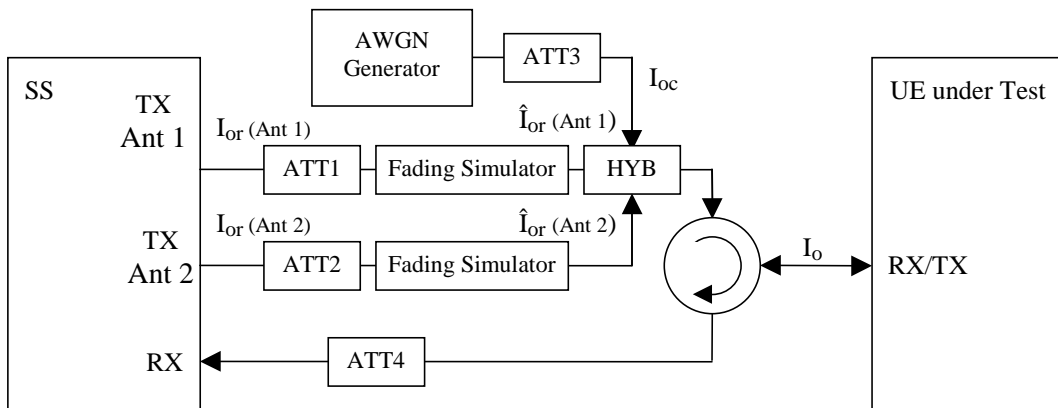 AWGN
Generator
ATT3
SS
UE under Test
I_oc
TX
Ant 1
I_or (Ant 1)
Î_or (Ant 1)
ATT1
Fading Simulator
HYB
TX
Ant 2
I_or (Ant 2)
Î_or (Ant 2)
ATT2
Fading Simulator
I_o
RX/TX
RX
ATT4